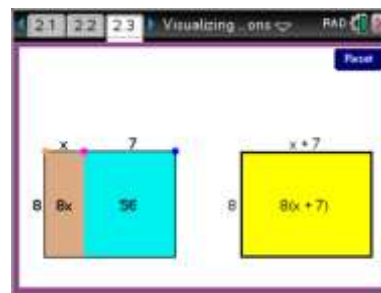 2.1 2.2 2.3 Visualizing...ons RAD
Reset
x 7 x + 7
8 8x 56 8 8(x + 7)